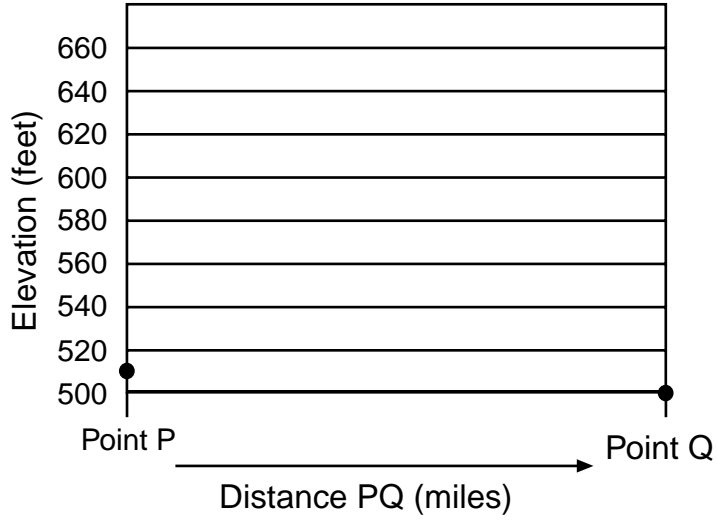 Elevation (feet)
660
640
620
600
580
560
540
520
500
Point P
Point Q
Distance PQ (miles)